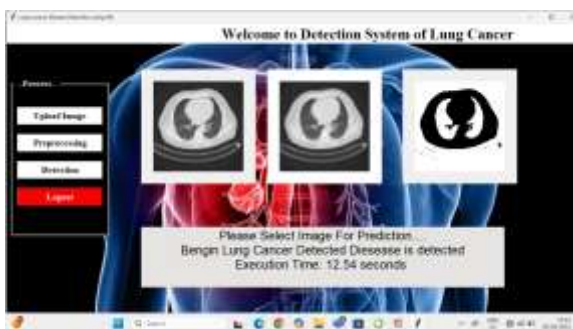 Welcome to Detection System of Lung Cancer
Process
Upload Image
Preprocessing
Detection
Logout
Please Select Image For Prediction....
Bengin Lung Cancer Detected Diesease is detected
Execution Time: 12.54 seconds